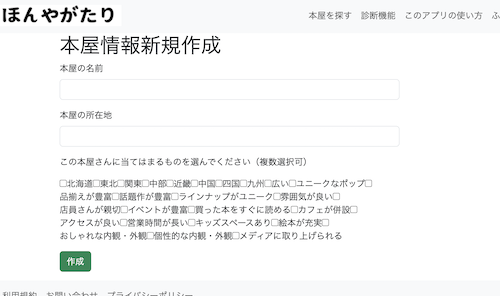 ほんやがたり
本屋を探す 診断機能 このアプリの使い方 ふ
本屋情報新規作成
本屋の名前
本屋の所在地
この本屋さんに当てはまるものを選んでください（複数選択可）
□北海道□東北□関東□中部□近畿□中国□四国□九州□広い□ユニークなポップ□
品揃えが豊富□話題作が豊富□ラインナップがユニーク□雰囲気が良い□
店員さんが親切□イベントが豊富□買った本をすぐに読める□カフェが併設□
アクセスが良い□営業時間が長い□キッズスペースあり□絵本が充実□
おしゃれな内観・外観□個性的な内観・外観□メディアに取り上げられる
作成
利用規約 お問い合わせ プライバシーポリシー